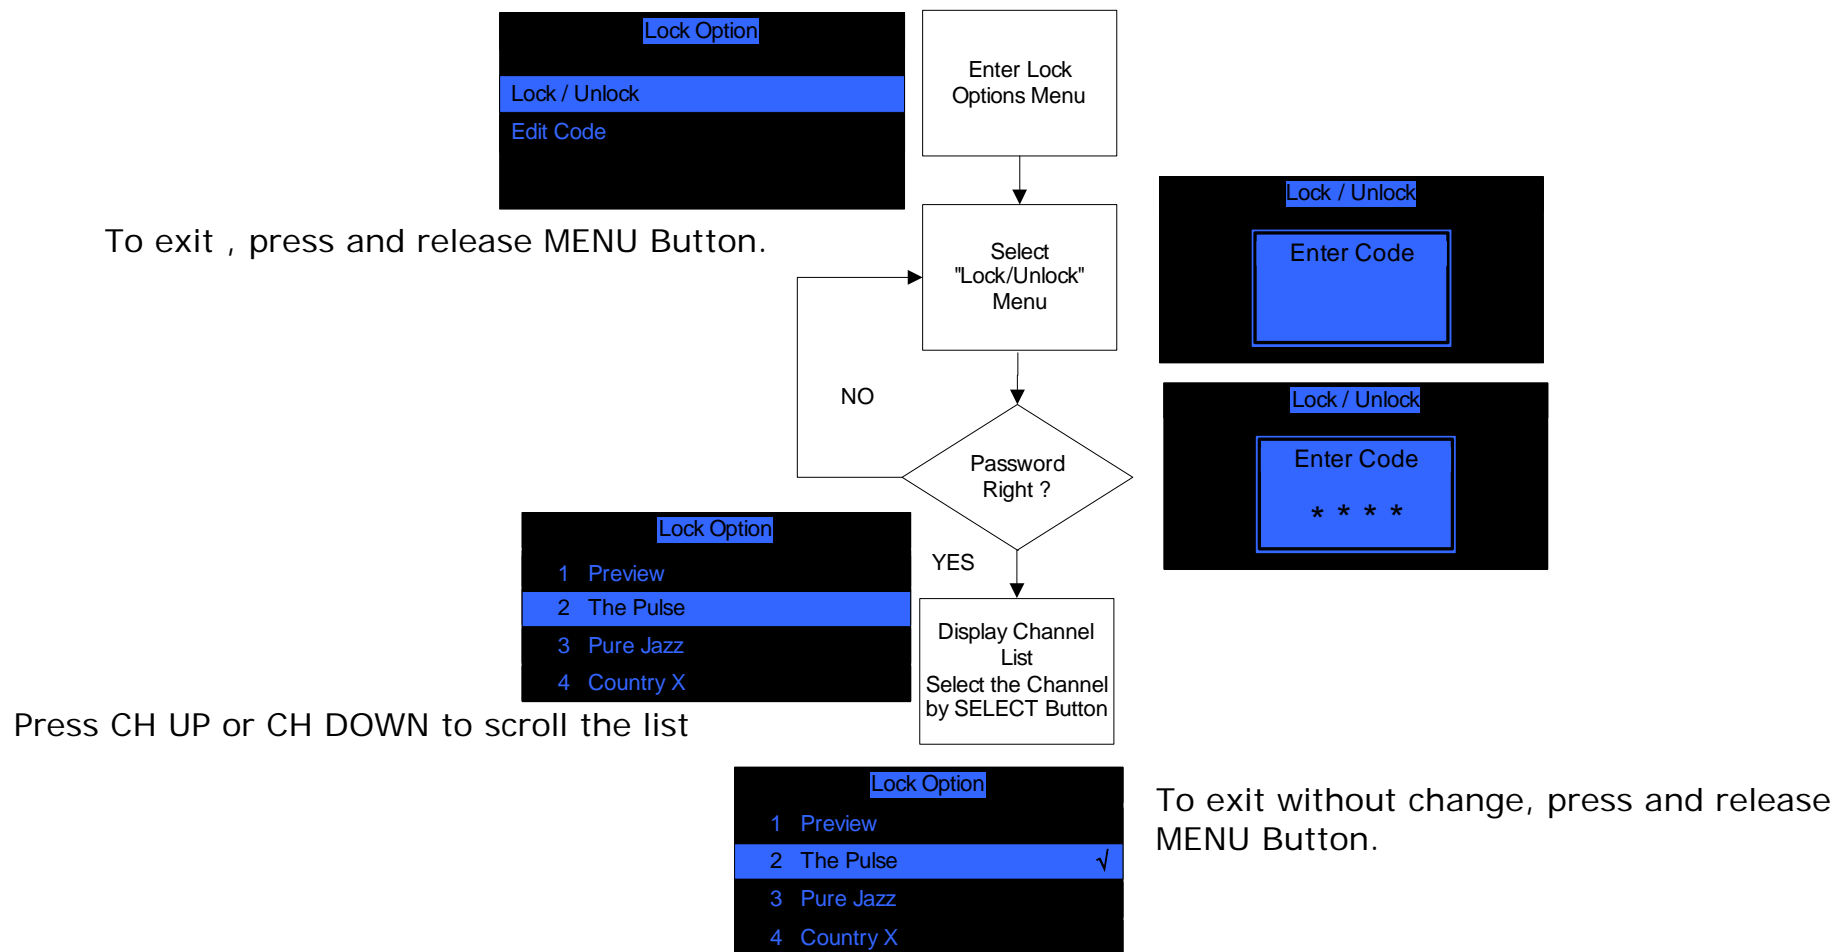 Lock Option
Lock / Unlock
Edit Code
Enter Lock
Options Menu
To exit , press and release MENU Button.
Select
"Lock/Unlock"
Menu
Lock / Unlock
Enter Code
NO
Password
Right ?
Lock / Unlock
Enter Code
* * * *
YES
Lock Option
1 Preview
2 The Pulse
3 Pure Jazz
4 Country X
Display Channel
List
Select the Channel
by SELECT Button
Press CH UP or CH DOWN to scroll the list
Lock Option
1 Preview
2 The Pulse √
3 Pure Jazz
4 Country X
To exit without change, press and release
MENU Button.